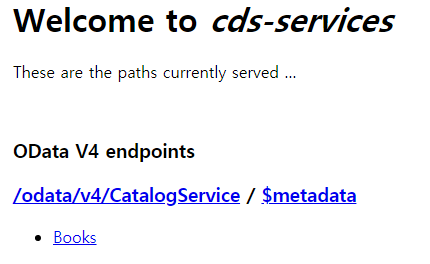 Welcome to cds-services
These are the paths currently served ...
OData V4 endpoints
/odata/v4/CatalogService / $metadata
Books